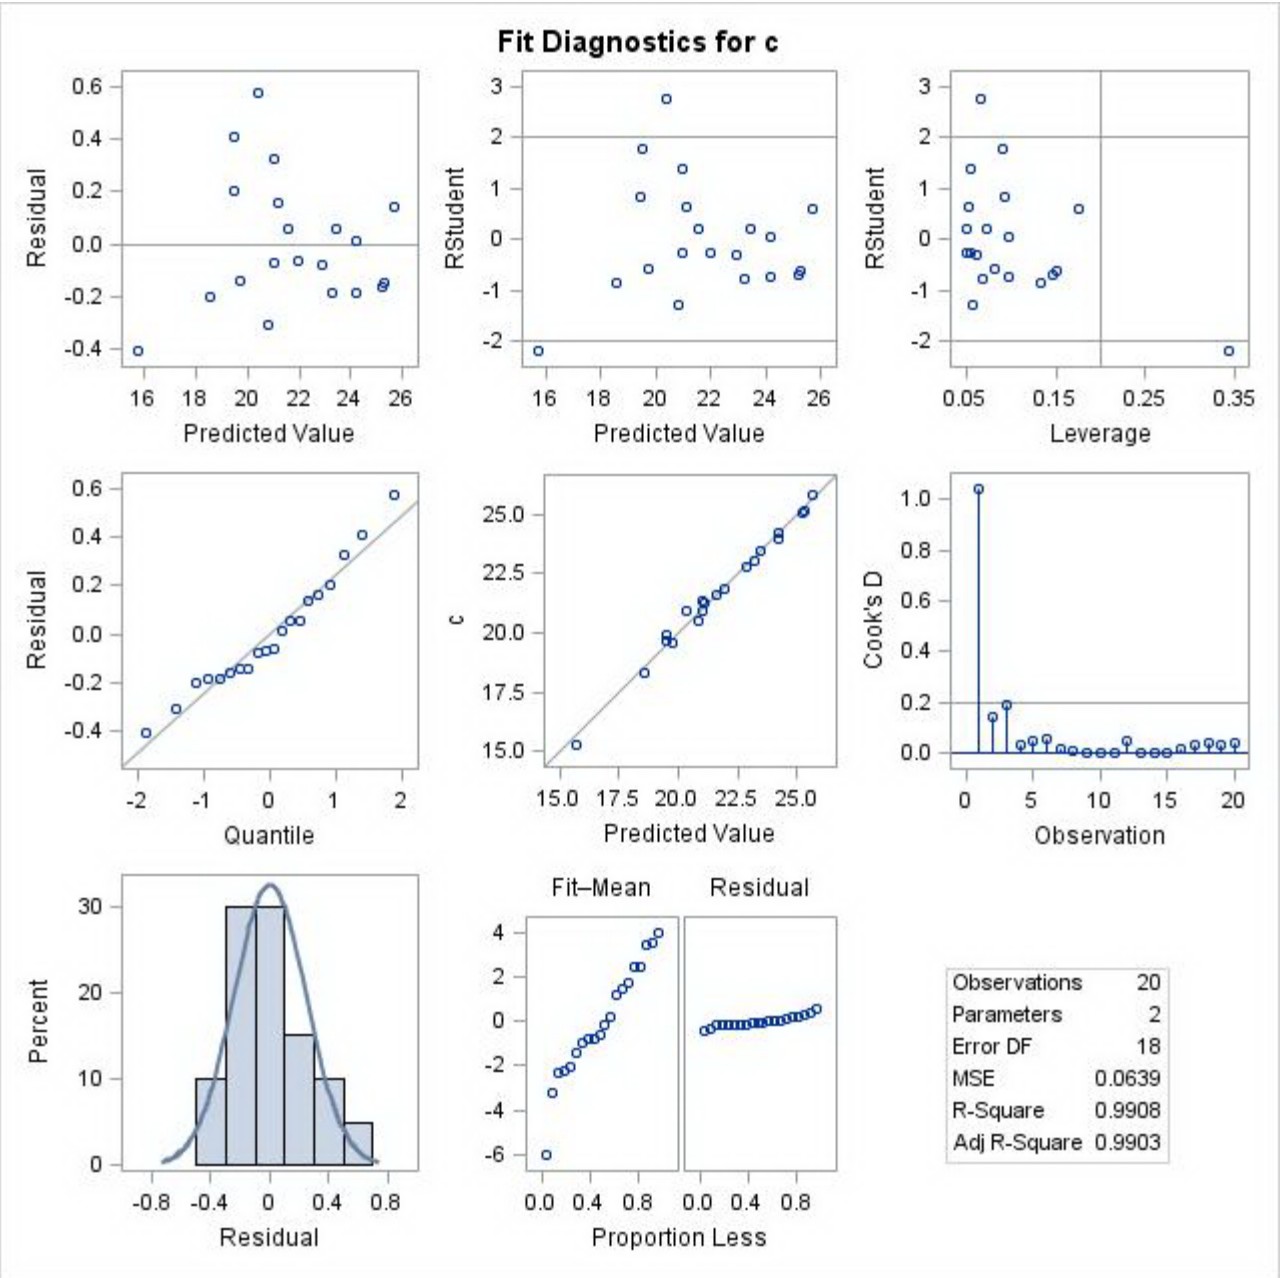 Fit Diagnostics for c
Residual
0.6
0.4
0.2
0.0
-0.2
-0.4
16 18 20 22 24 26
Predicted Value
RStudent
3
2
1
0
-1
-2
16 18 20 22 24 26
Predicted Value
RStudent
3
2
1
0
-1
-2
0.05 0.15 0.25 0.35
Leverage
Residual
0.6
0.4
0.2
0.0
-0.2
-0.4
-2 -1 0 1 2
Quantile
c
25.0
22.5
20.0
17.5
15.0
15.0 17.5 20.0 22.5 25.0
Predicted Value
Cook's D
1.0
0.8
0.6
0.4
0.2
0.0
0 5 10 15 20
Observation
Percent
30
20
10
0
-0.8 -0.4 0 0.4 0.8
Residual
Fit–Mean Residual
4
2
0
-2
-4
-6
0.0 0.4 0.8 0.0 0.4 0.8
Proportion Less
Observations 20
Parameters 2
Error DF 18
MSE 0.0639
R-Square 0.9908
Adj R-Square 0.9903